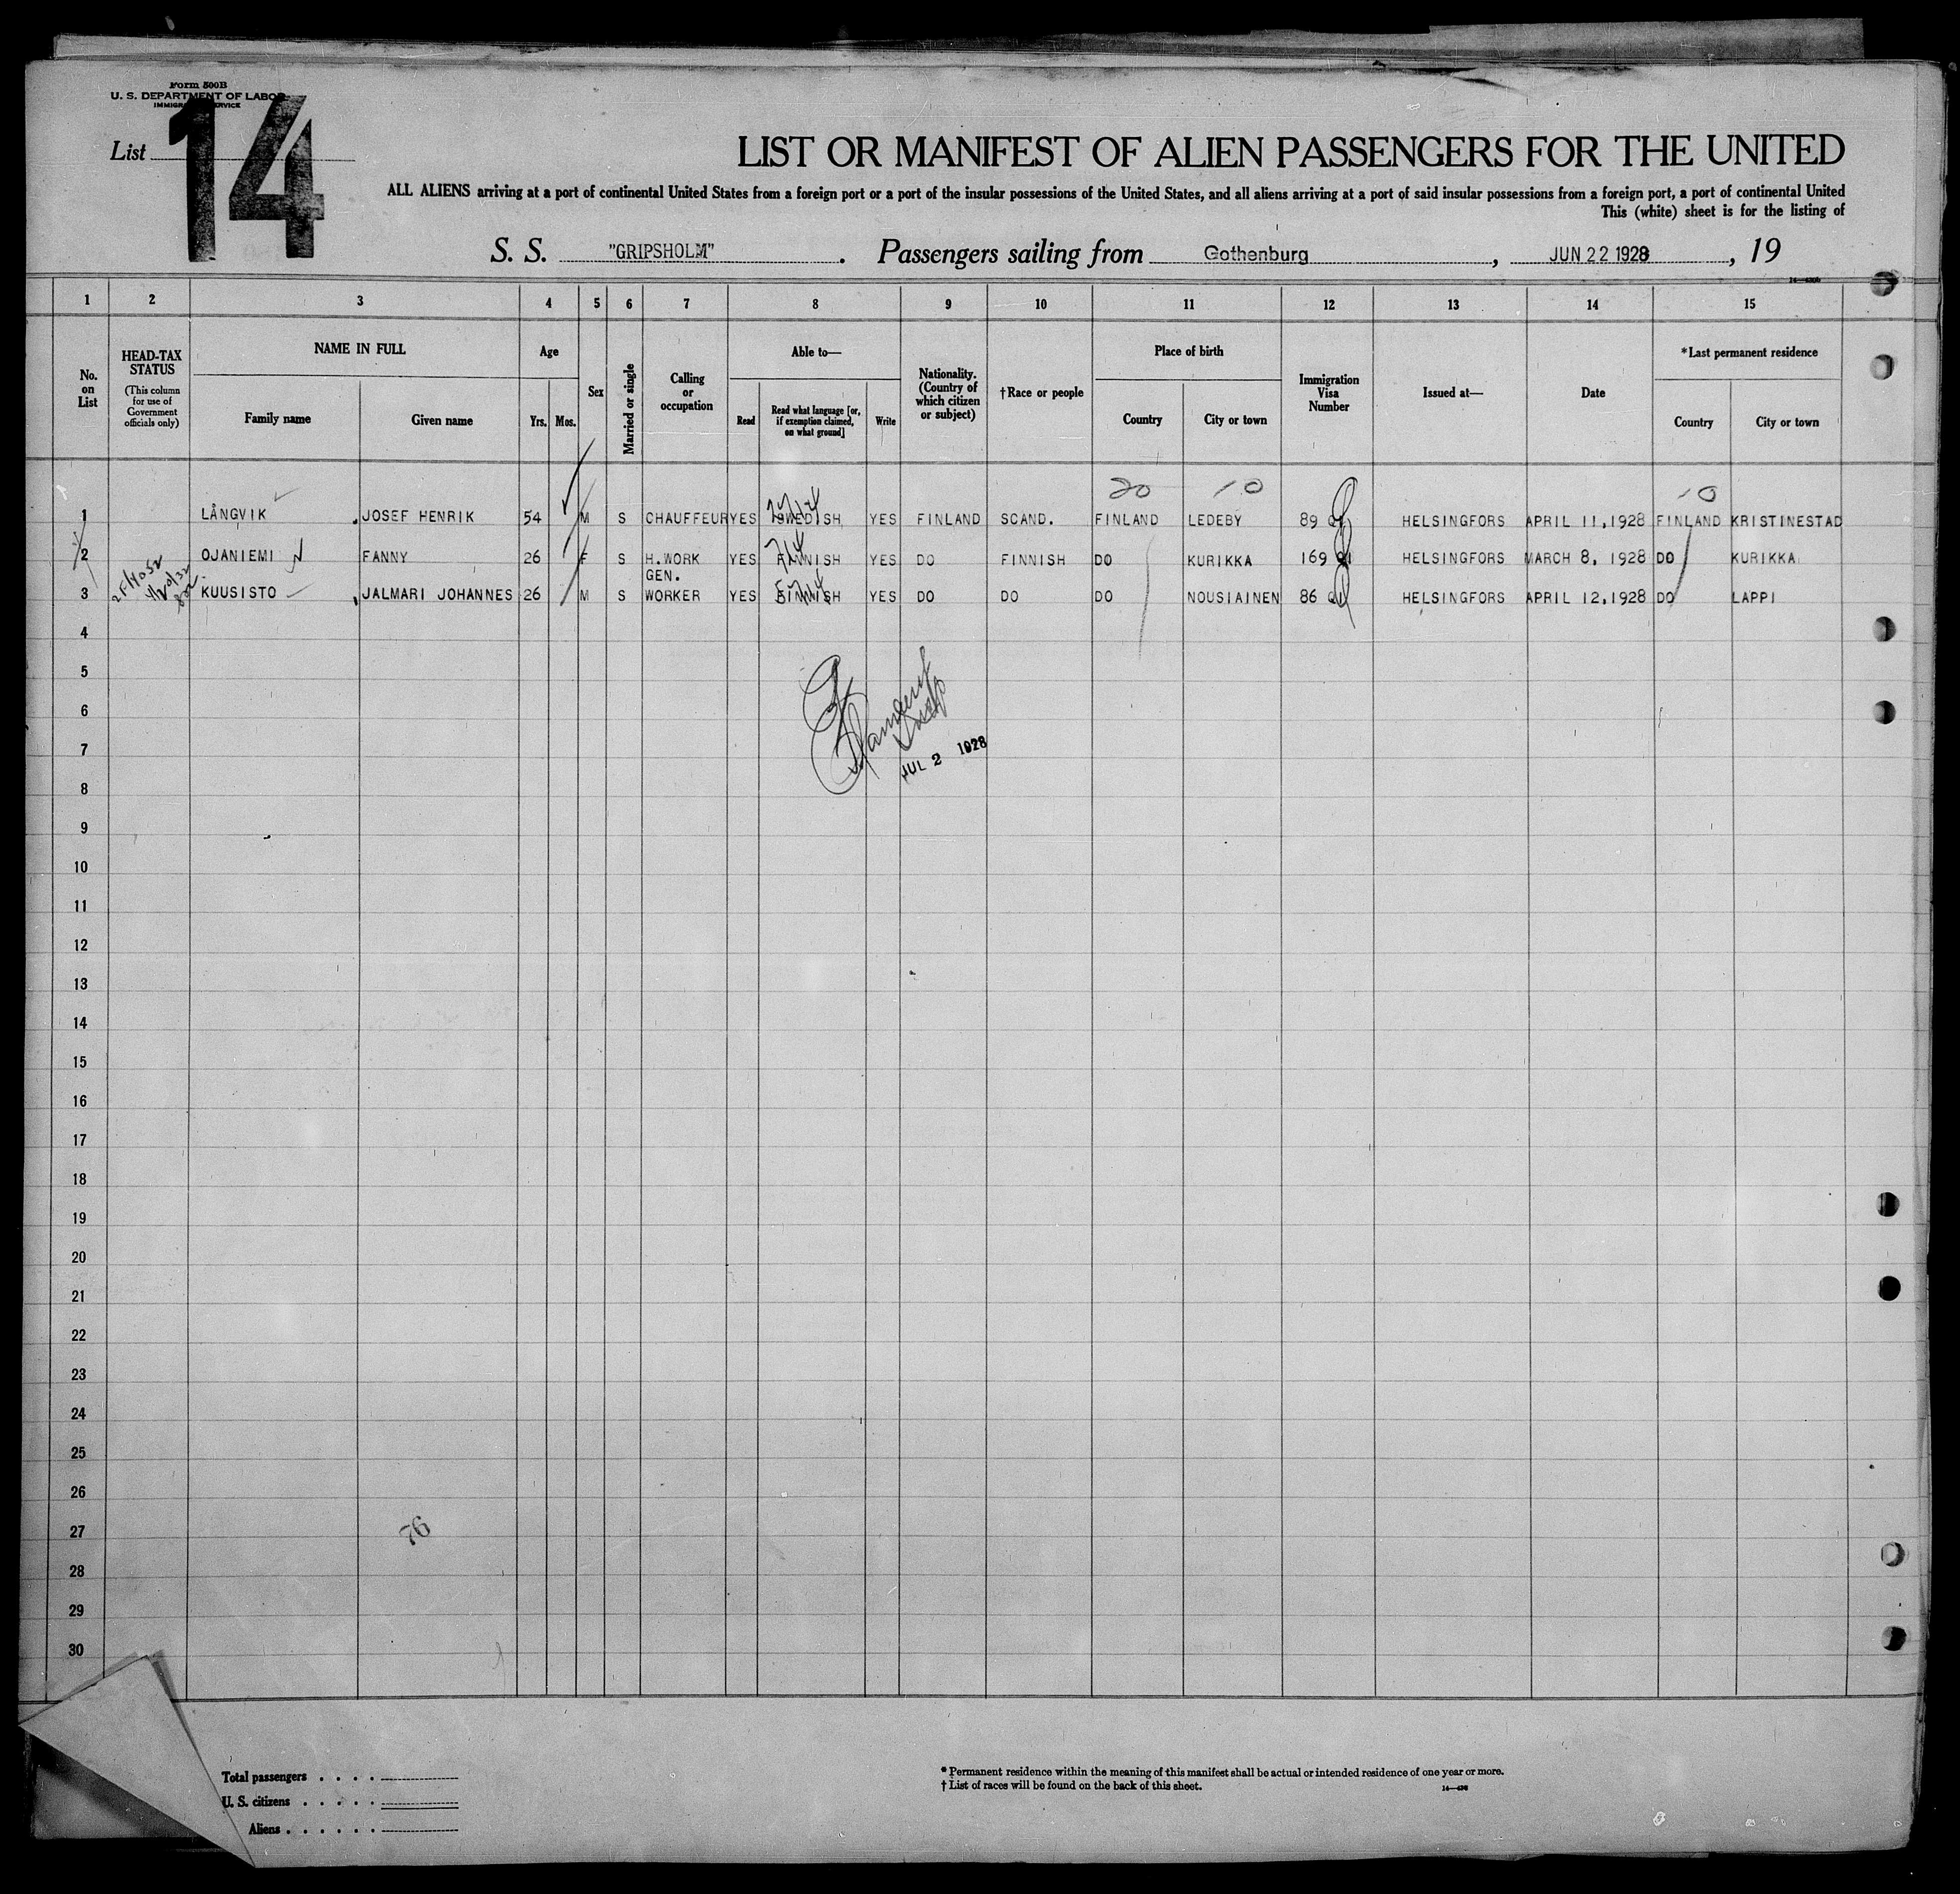 Form 500B
U. S. DEPARTMENT OF LABOR
IMMIGRATION SERVICE
List 14
LIST OR MANIFEST OF ALIEN PASSENGERS FOR THE UNITED
ALL ALIENS arriving at a port of continental United States from a foreign port or a port of the insular possessions of the United States, and all aliens arriving at a port of said insular possessions from a foreign port, a port of continental United
This (white) sheet is for the listing of
S. S. "GRIPSHOLM" . Passengers sailing from Gothenburg , JUN 22 1928 , 19
1 2 3 4 5 6 7 8 9 10 11 12 13 14 15
No. on List
HEAD-TAX STATUS (This column for use of Government officials only)
NAME IN FULL
Family name Given name
Age
Yrs. Mos.
Sex
Married or single
Calling or occupation
Able to—
Read Read what language [or, if exemption claimed, on what ground] Write
Nationality. (Country of which citizen or subject)
†Race or people
Place of birth
Country City or town
Immigration Visa Number
Issued at—
Date
*Last permanent residence
Country City or town
20 10 10
1 LÅNGVIK JOSEF HENRIK 54 M S CHAUFFEUR YES SWEDISH YES FINLAND SCAND. FINLAND LEDEBY 89 HELSINGFORS APRIL 11,1928 FINLAND KRISTINESTAD
2 OJANIEMI FANNY 26 F S H.WORK YES FINNISH YES DO FINNISH DO KURIKKA 169 HELSINGFORS MARCH 8, 1928 DO KURIKKA
3 KUUSISTO JALMARI JOHANNES 26 M S GEN. WORKER YES FINNISH YES DO DO DO NOUSIAINEN 86 HELSINGFORS APRIL 12,1928 DO LAPPI
4
5
6
7
JUL 2 1928
8
9
10
11
12
13
14
15
16
17
18
19
20
21
22
23
24
25
26
27
76
28
29
30
Total passengers . . . .
U. S. citizens . . . . .
Aliens . . . . . .
* Permanent residence within the meaning of this manifest shall be actual or intended residence of one year or more.
† List of races will be found on the back of this sheet.